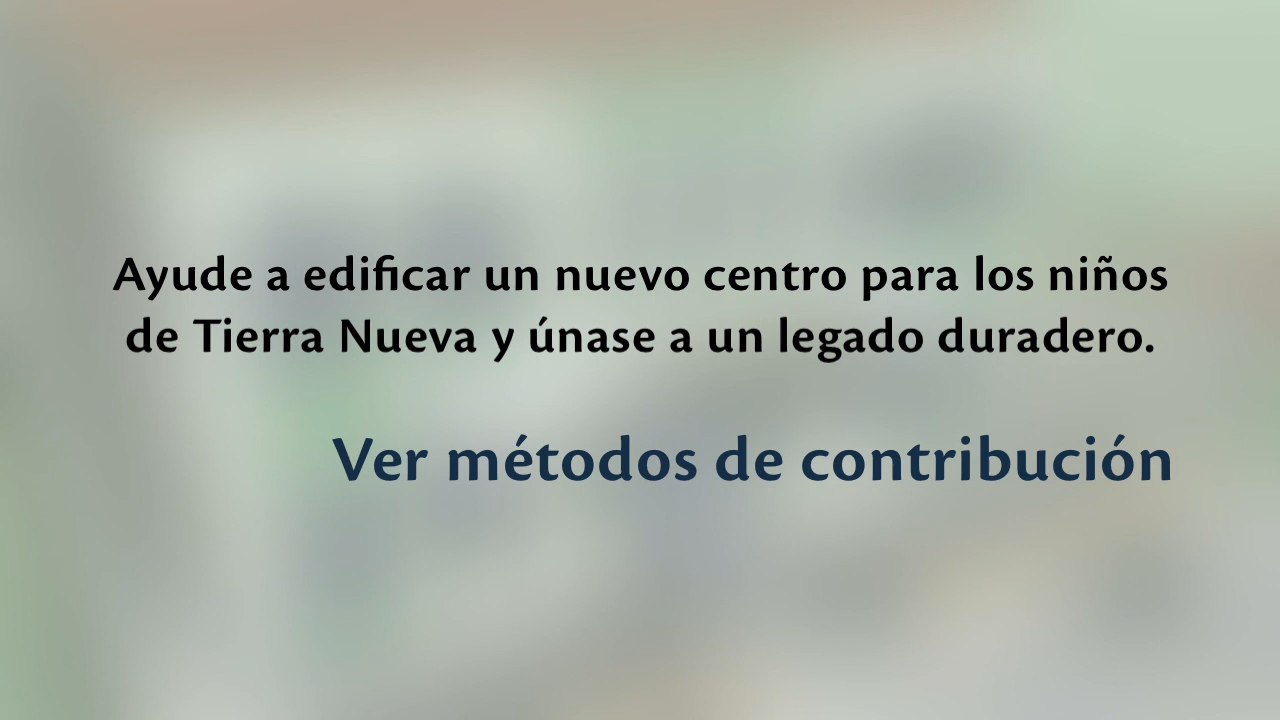 Ayude a edificar un nuevo centro para los niños
de Tierra Nueva y únase a un legado duradero.
Ver métodos de contribución